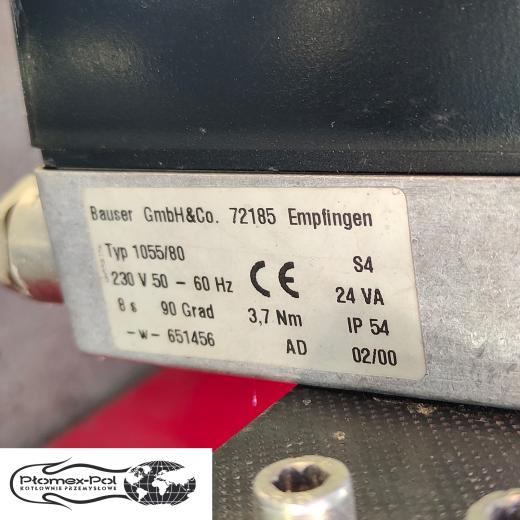 Bauser GmbH&Co. 72185 Empfingen
Typ 1055/80 S4
230 V 50 - 60 Hz CE 24 VA
8 s 90 Grad 3,7 Nm IP 54
-w- 651456 AD 02/00
Płomex-Pol
KOTŁOWNIE PRZEMYSŁOWE